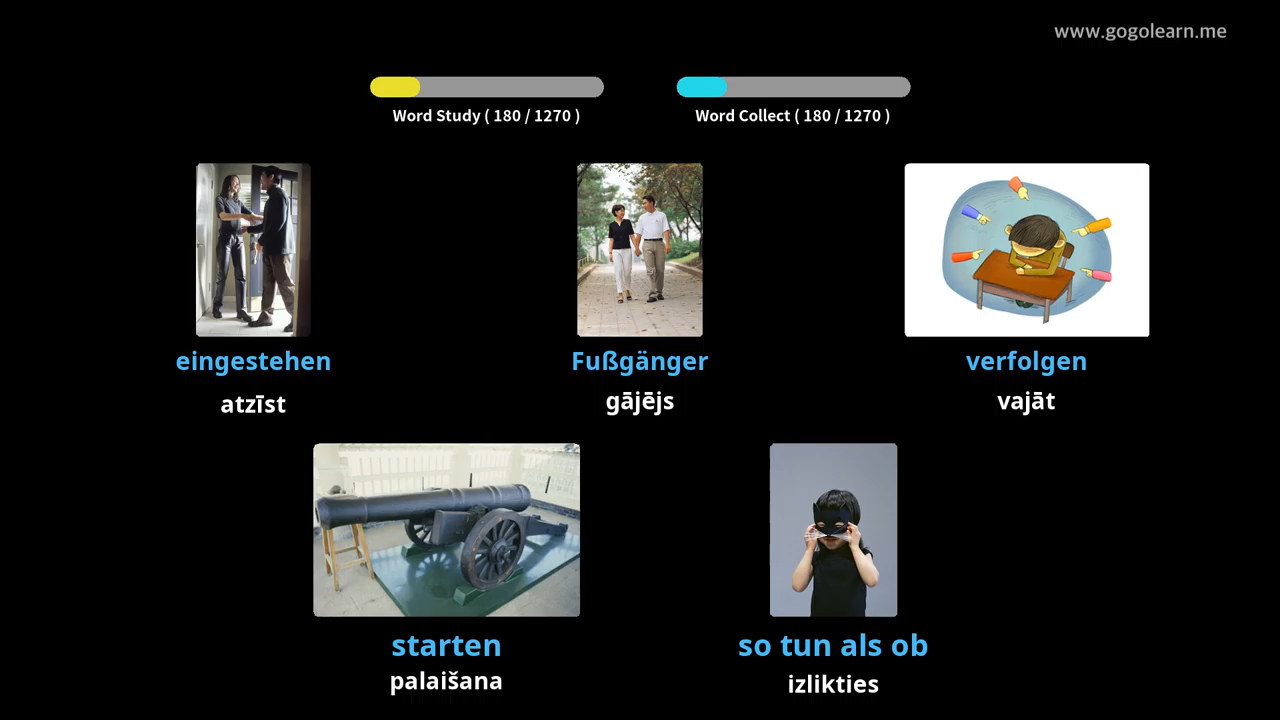 www.gogolearn.me
Word Study ( 180 / 1270 )
Word Collect ( 180 / 1270 )
eingestehen
atzīst
Fußgänger
gājējs
verfolgen
vajāt
starten
palaišana
so tun als ob
izlikties